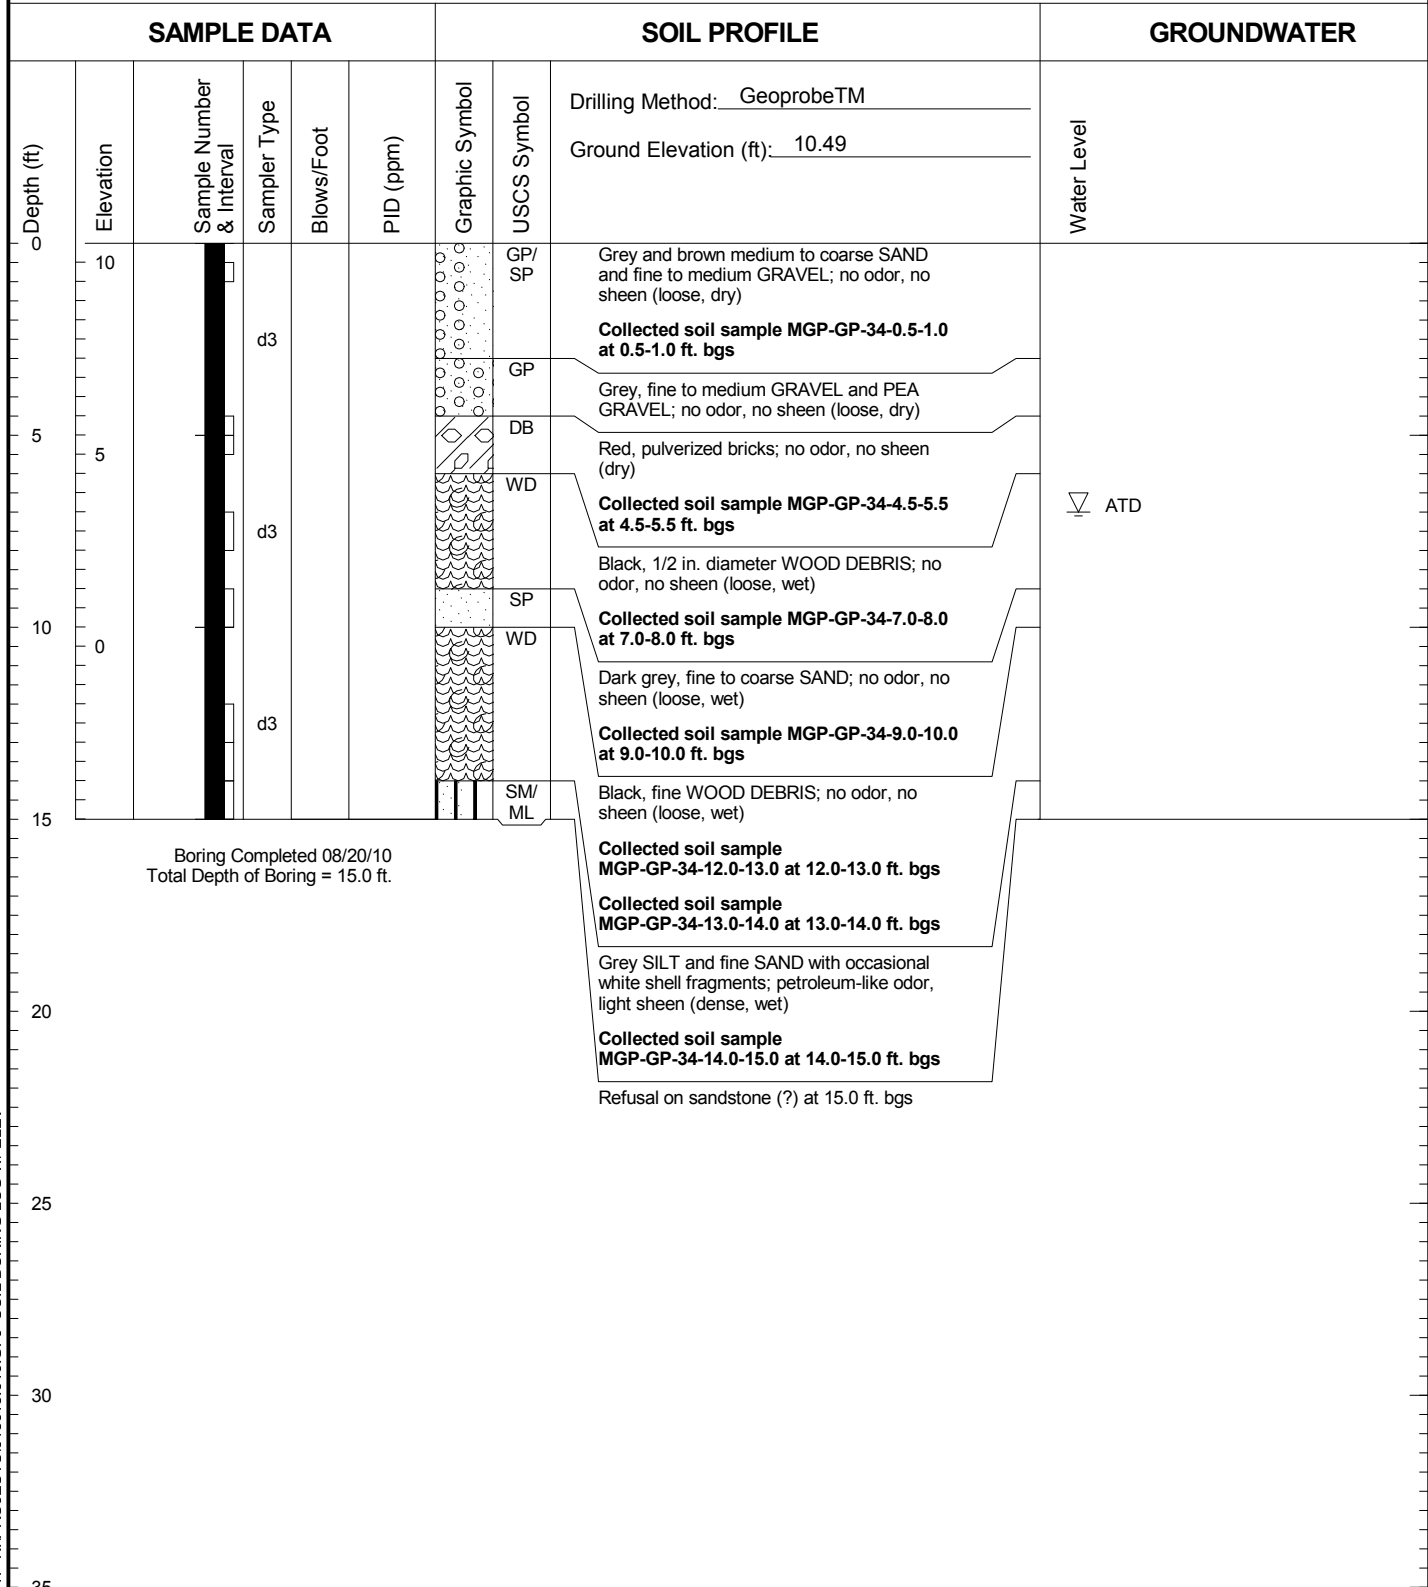 SAMPLE DATA
SOIL PROFILE
GROUNDWATER
Depth (ft)
Elevation
Sample Number
& Interval
Sampler Type
Blows/Foot
PID (ppm)
Graphic Symbol
USCS Symbol
Drilling Method: GeoprobeTM
Ground Elevation (ft): 10.49
Water Level
0
10
GP/
SP
Grey and brown medium to coarse SAND
and fine to medium GRAVEL; no odor, no
sheen (loose, dry)
d3
Collected soil sample MGP-GP-34-0.5-1.0
at 0.5-1.0 ft. bgs
GP
Grey, fine to medium GRAVEL and PEA
GRAVEL; no odor, no sheen (loose, dry)
5
5
DB
Red, pulverized bricks; no odor, no sheen
(dry)
WD
Collected soil sample MGP-GP-34-4.5-5.5
at 4.5-5.5 ft. bgs
ATD
d3
Black, 1/2 in. diameter WOOD DEBRIS; no
odor, no sheen (loose, wet)
SP
Collected soil sample MGP-GP-34-7.0-8.0
at 7.0-8.0 ft. bgs
10
0
WD
Dark grey, fine to coarse SAND; no odor, no
sheen (loose, wet)
d3
Collected soil sample MGP-GP-34-9.0-10.0
at 9.0-10.0 ft. bgs
SM/
ML
Black, fine WOOD DEBRIS; no odor, no
sheen (loose, wet)
15
Boring Completed 08/20/10
Total Depth of Boring = 15.0 ft.
Collected soil sample
MGP-GP-34-12.0-13.0 at 12.0-13.0 ft. bgs
Collected soil sample
MGP-GP-34-13.0-14.0 at 13.0-14.0 ft. bgs
Grey SILT and fine SAND with occasional
white shell fragments; petroleum-like odor,
light sheen (dense, wet)
20
Collected soil sample
MGP-GP-34-14.0-15.0 at 14.0-15.0 ft. bgs
Refusal on sandstone (?) at 15.0 ft. bgs
25
30
35